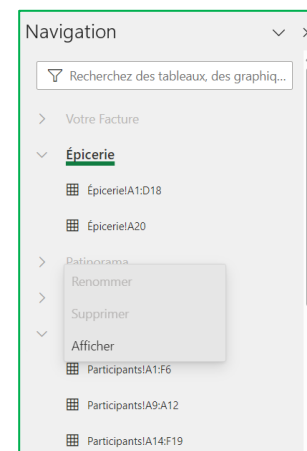 Navigation
Recherchez des tableaux, des graphiq...
Votre Facture
Épicerie
Épicerie!A1:D18
Épicerie!A20
Patinorama
Renommer
Supprimer
Afficher
Participants!A1:F6
Participants!A9:A12
Participants!A14:F19